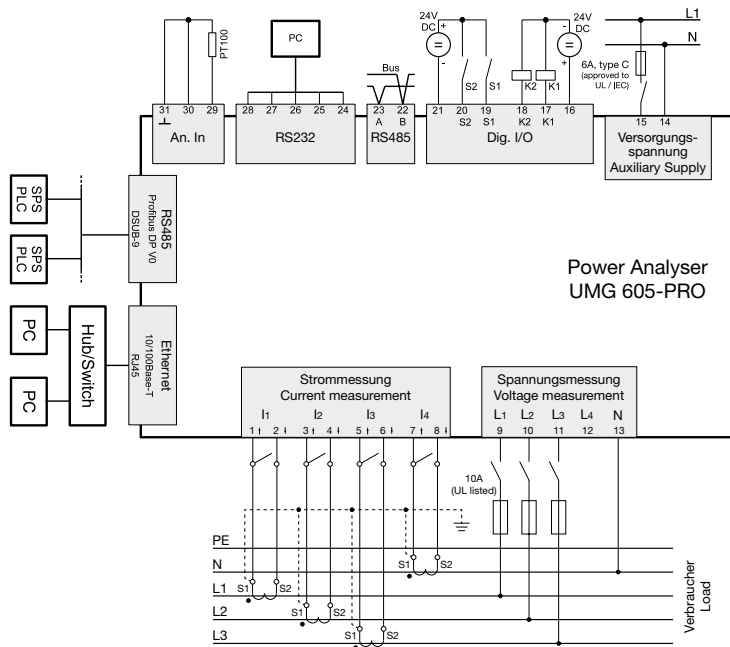 24V
DC
+
-
24V
DC
-
+
L1
N
PT100
PC
Bus
S2
S1
K2
K1
6A, type C
(approved to
UL / IEC)
31 30 29
An. In
28 27 26 25 24
RS232
23 22
A B
RS485
21 20 19 18 17 16
S2 S1 K2 K1
Dig. I/O
15 14
Versorgungs-
spannung
Auxiliary Supply
SPS
PLC
SPS
PLC
RS485
Profibus DP V0
DSUB-9
Power Analyser
UMG 605-PRO
PC
PC
Hub/Switch
Ethernet
10/100Base-T
RJ45
Strommessung
Current measurement
I1 I2 I3 I4
1 2 3 4 5 6 7 8
Spannungsmessung
Voltage measurement
L1 L2 L3 L4 N
9 10 11 12 13
10A
(UL listed)
PE
N
S1 S2
L1
S1 S2
L2
S1 S2
L3
S1 S2
Verbraucher
Load